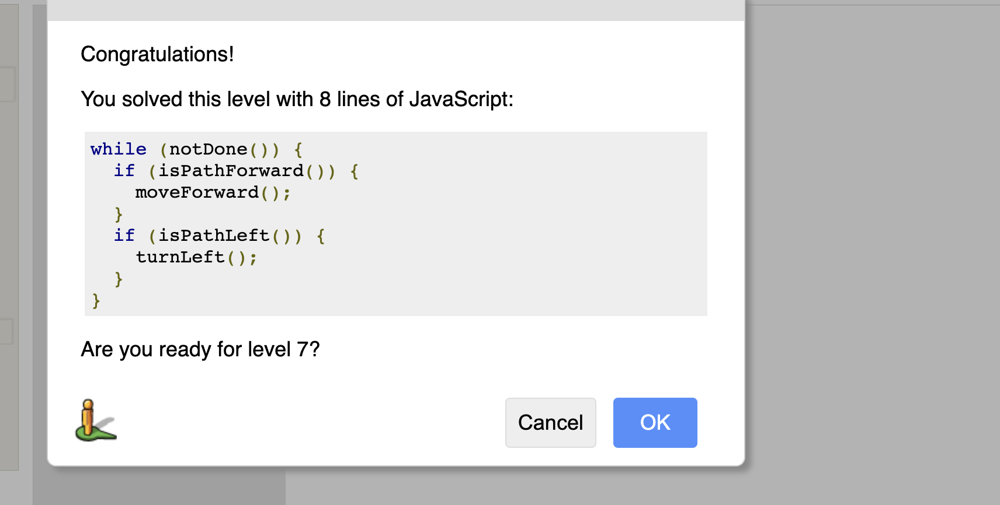 Congratulations!
You solved this level with 8 lines of JavaScript:
while (notDone()) {
  if (isPathForward()) {
    moveForward();
  }
  if (isPathLeft()) {
    turnLeft();
  }
}
Are you ready for level 7?
Cancel
OK